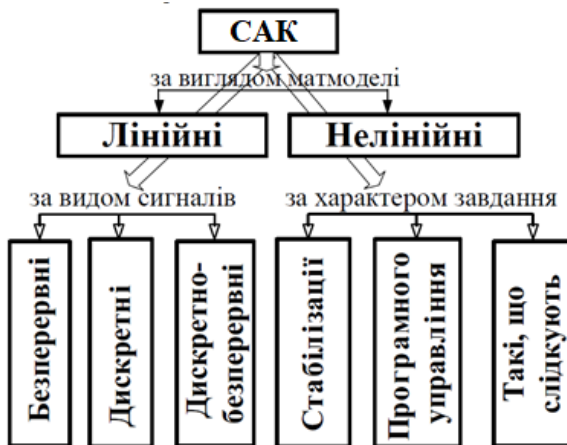 САК
за виглядом матмоделі
Лінійні
Нелінійні
за видом сигналів
за характером завдання
Безперервні
Дискретні
Дискретно-
безперервні
Стабілізації
Програмного
управління
Такі, що
слідкують